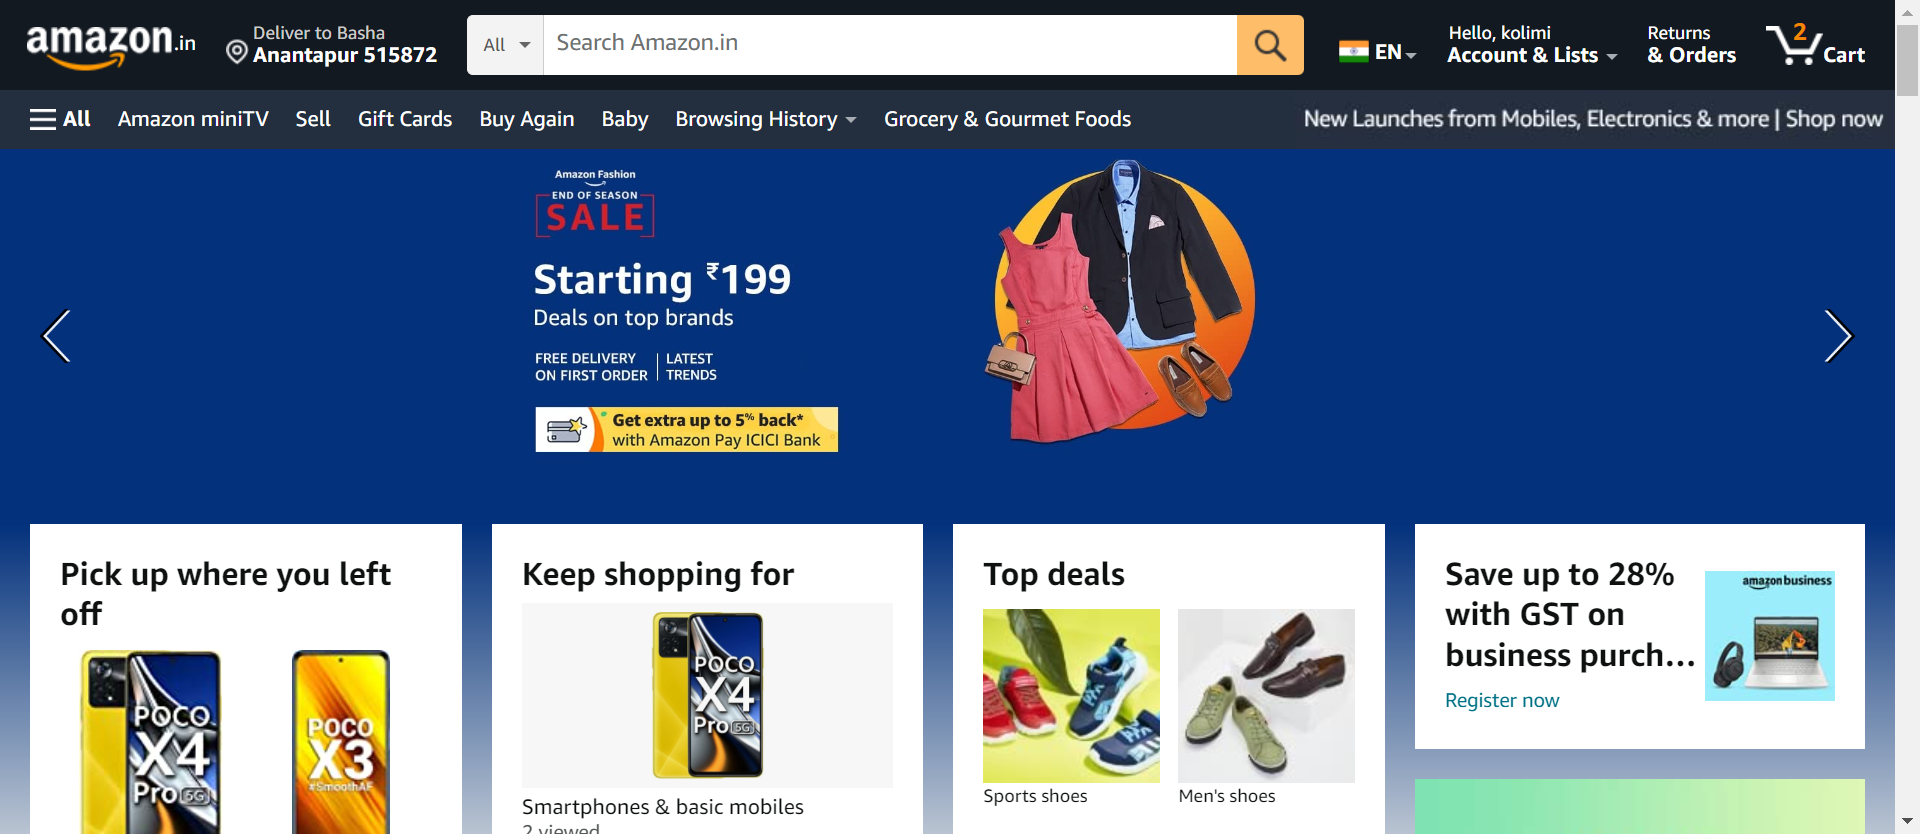 amazon.in
Deliver to Basha
Anantapur 515872
All
Search Amazon.in
EN
Hello, kolimi
Account & Lists
Returns
& Orders
2
Cart
All
Amazon miniTV
Sell
Gift Cards
Buy Again
Baby
Browsing History
Grocery & Gourmet Foods
New Launches from Mobiles, Electronics & more | Shop now
Amazon Fashion
END OF SEASON
SALE
Starting ₹199
Deals on top brands
FREE DELIVERY
ON FIRST ORDER
LATEST
TRENDS
Get extra up to 5% back*
with Amazon Pay ICICI Bank
Pick up where you left
off
POCO
X4
Pro 5G
POCO
X3
#SmoothAF
Keep shopping for
POCO
X4
Pro 5G
Smartphones & basic mobiles
2 viewed
Top deals
Sports shoes
Men's shoes
Save up to 28%
with GST on
business purch...
Register now
amazon business